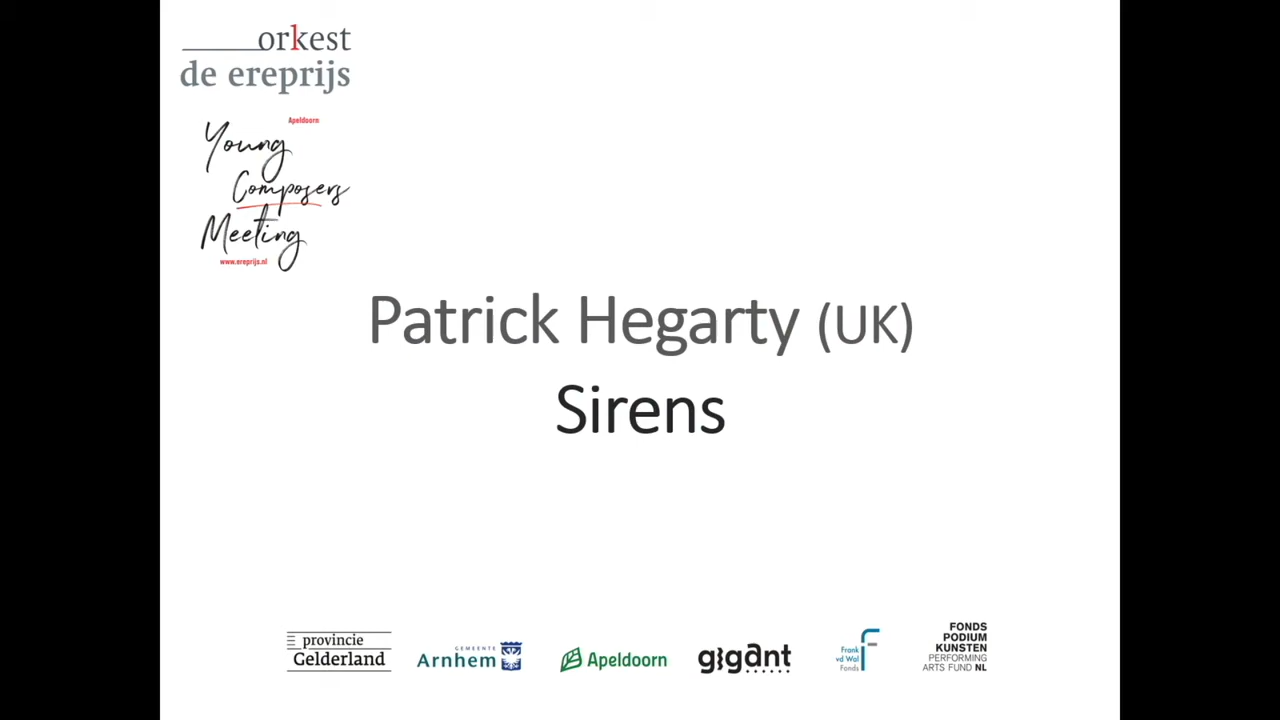 orkest
de ereprijs
Apeldoorn
Young
Composers
Meeting
www.ereprijs.nl
Patrick Hegarty (UK)
Sirens
provincie
Gelderland
GEMEENTE
Arnhem
Apeldoorn
gigant
Frank
vd Wal
Fonds
F
FONDS
PODIUM
KUNSTEN
PERFORMING
ARTS FUND NL